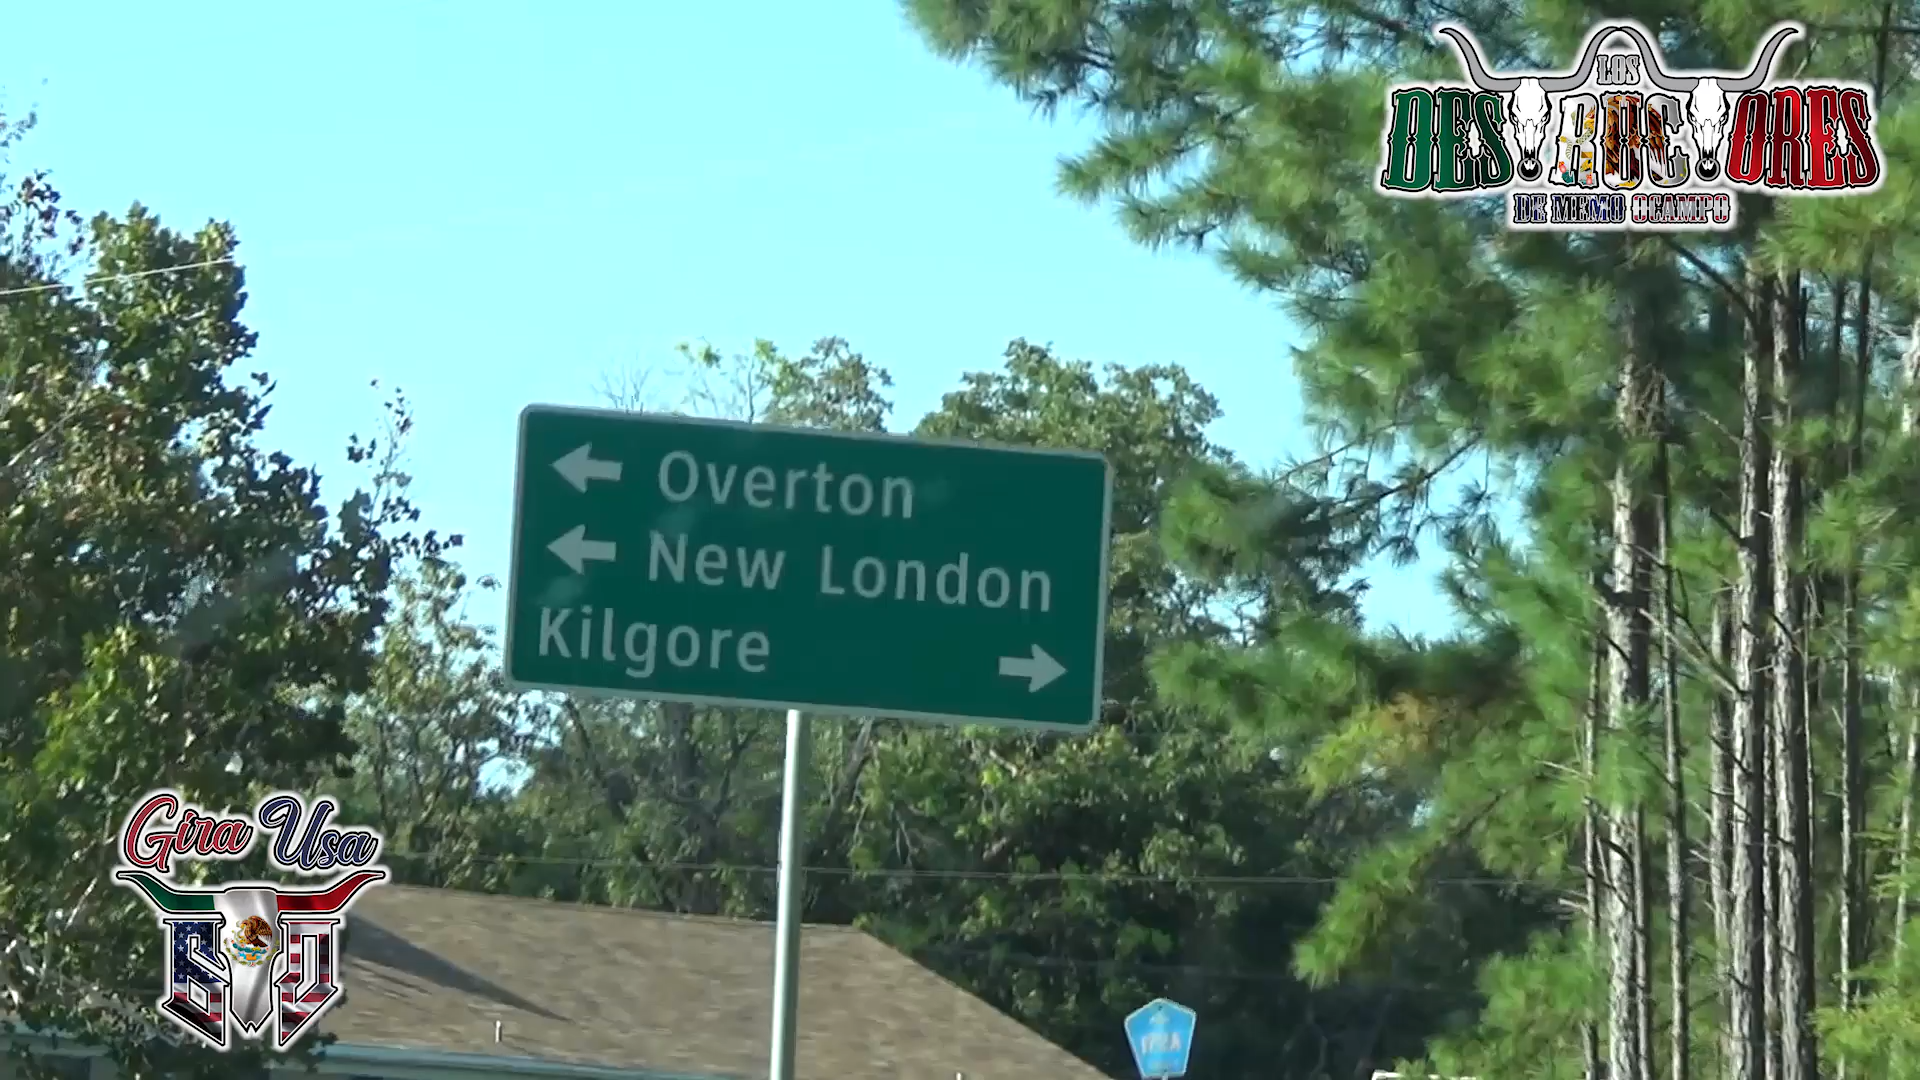 LOS
DESTRUCTORES
DE MEMO OCAMPO
← Overton
← New London
Kilgore →
Gira Usa